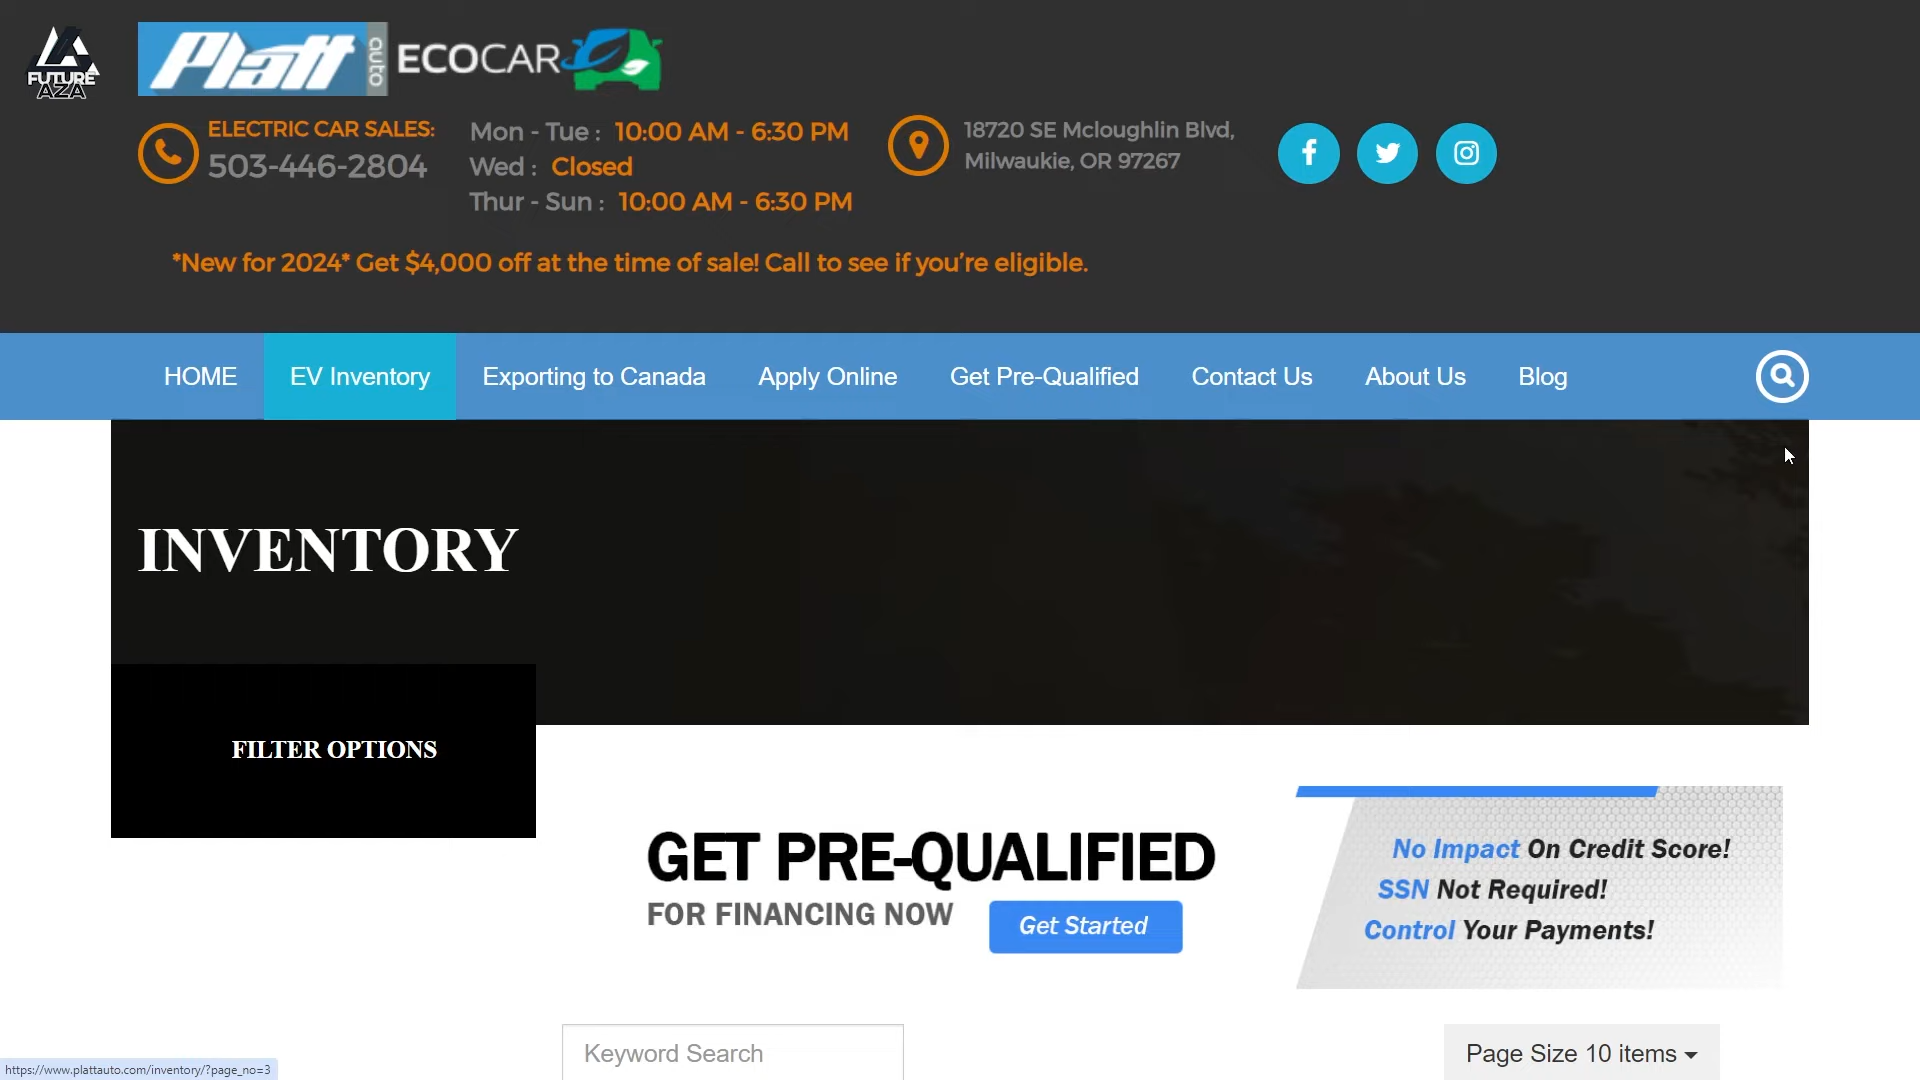 FUTURE
AZA
Platt auto ECOCAR
ELECTRIC CAR SALES:
503-446-2804
Mon - Tue : 10:00 AM - 6:30 PM
Wed : Closed
Thur - Sun : 10:00 AM - 6:30 PM
18720 SE Mcloughlin Blvd,
Milwaukie, OR 97267
*New for 2024* Get $4,000 off at the time of sale! Call to see if you’re eligible.
HOME EV Inventory Exporting to Canada Apply Online Get Pre-Qualified Contact Us About Us Blog
INVENTORY
FILTER OPTIONS
GET PRE-QUALIFIED
FOR FINANCING NOW
Get Started
No Impact On Credit Score!
SSN Not Required!
Control Your Payments!
Keyword Search
Page Size 10 items
https://www.plattauto.com/inventory/?page_no=3